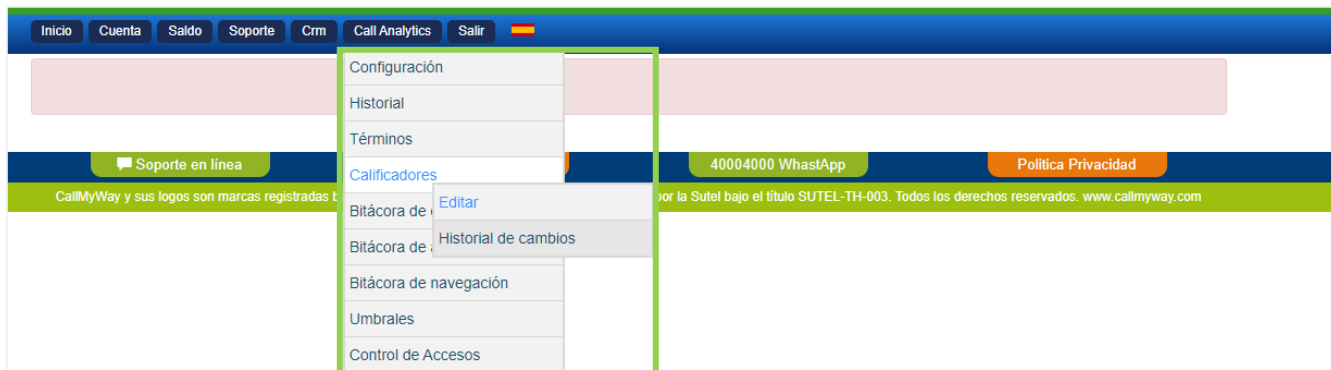 Inicio Cuenta Saldo Soporte Crm Call Analytics Salir
Configuración
Historial
Términos
Soporte en línea
40004000 WhastApp
Politica Privacidad
Calificadores
Editar
Historial de cambios
CallMyWay y sus logos son marcas registradas
por la Sutel bajo el título SUTEL-TH-003. Todos los derechos reservados. www.callmyway.com
Bitácora de
Bitácora de
Bitácora de navegación
Umbrales
Control de Accesos